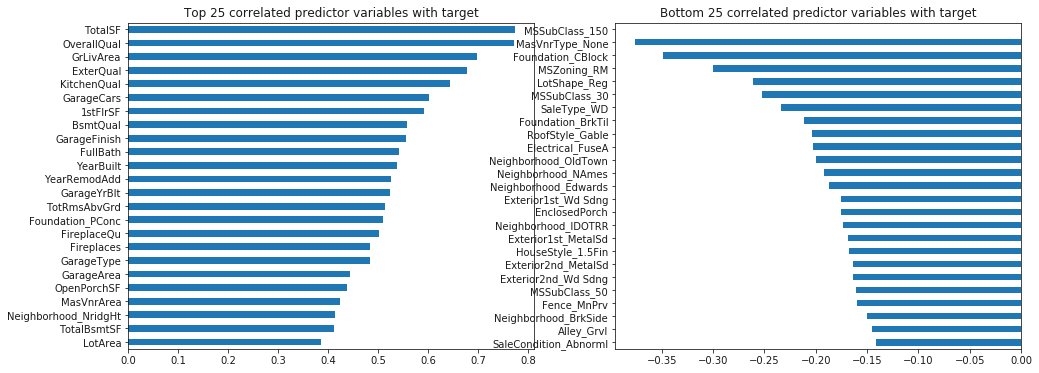 Top 25 correlated predictor variables with target
TotalSF
OverallQual
GrLivArea
ExterQual
KitchenQual
GarageCars
1stFlrSF
BsmtQual
GarageFinish
FullBath
YearBuilt
YearRemodAdd
GarageYrBlt
TotRmsAbvGrd
Foundation_PConc
FireplaceQu
Fireplaces
GarageType
GarageArea
OpenPorchSF
MasVnrArea
Neighborhood_NridgHt
TotalBsmtSF
LotArea
0.0 0.1 0.2 0.3 0.4 0.5 0.6 0.7 0.8
Bottom 25 correlated predictor variables with target
MSSubClass_150
MasVnrType_None
Foundation_CBlock
MSZoning_RM
LotShape_Reg
MSSubClass_30
SaleType_WD
Foundation_BrkTil
RoofStyle_Gable
Electrical_FuseA
Neighborhood_OldTown
Neighborhood_NAmes
Neighborhood_Edwards
Exterior1st_Wd Sdng
EnclosedPorch
Neighborhood_IDOTRR
Exterior1st_MetalSd
HouseStyle_1.5Fin
Exterior2nd_MetalSd
Exterior2nd_Wd Sdng
MSSubClass_50
Fence_MnPrv
Neighborhood_BrkSide
Alley_Grvl
SaleCondition_Abnorml
−0.35 −0.30 −0.25 −0.20 −0.15 −0.10 −0.05 0.00